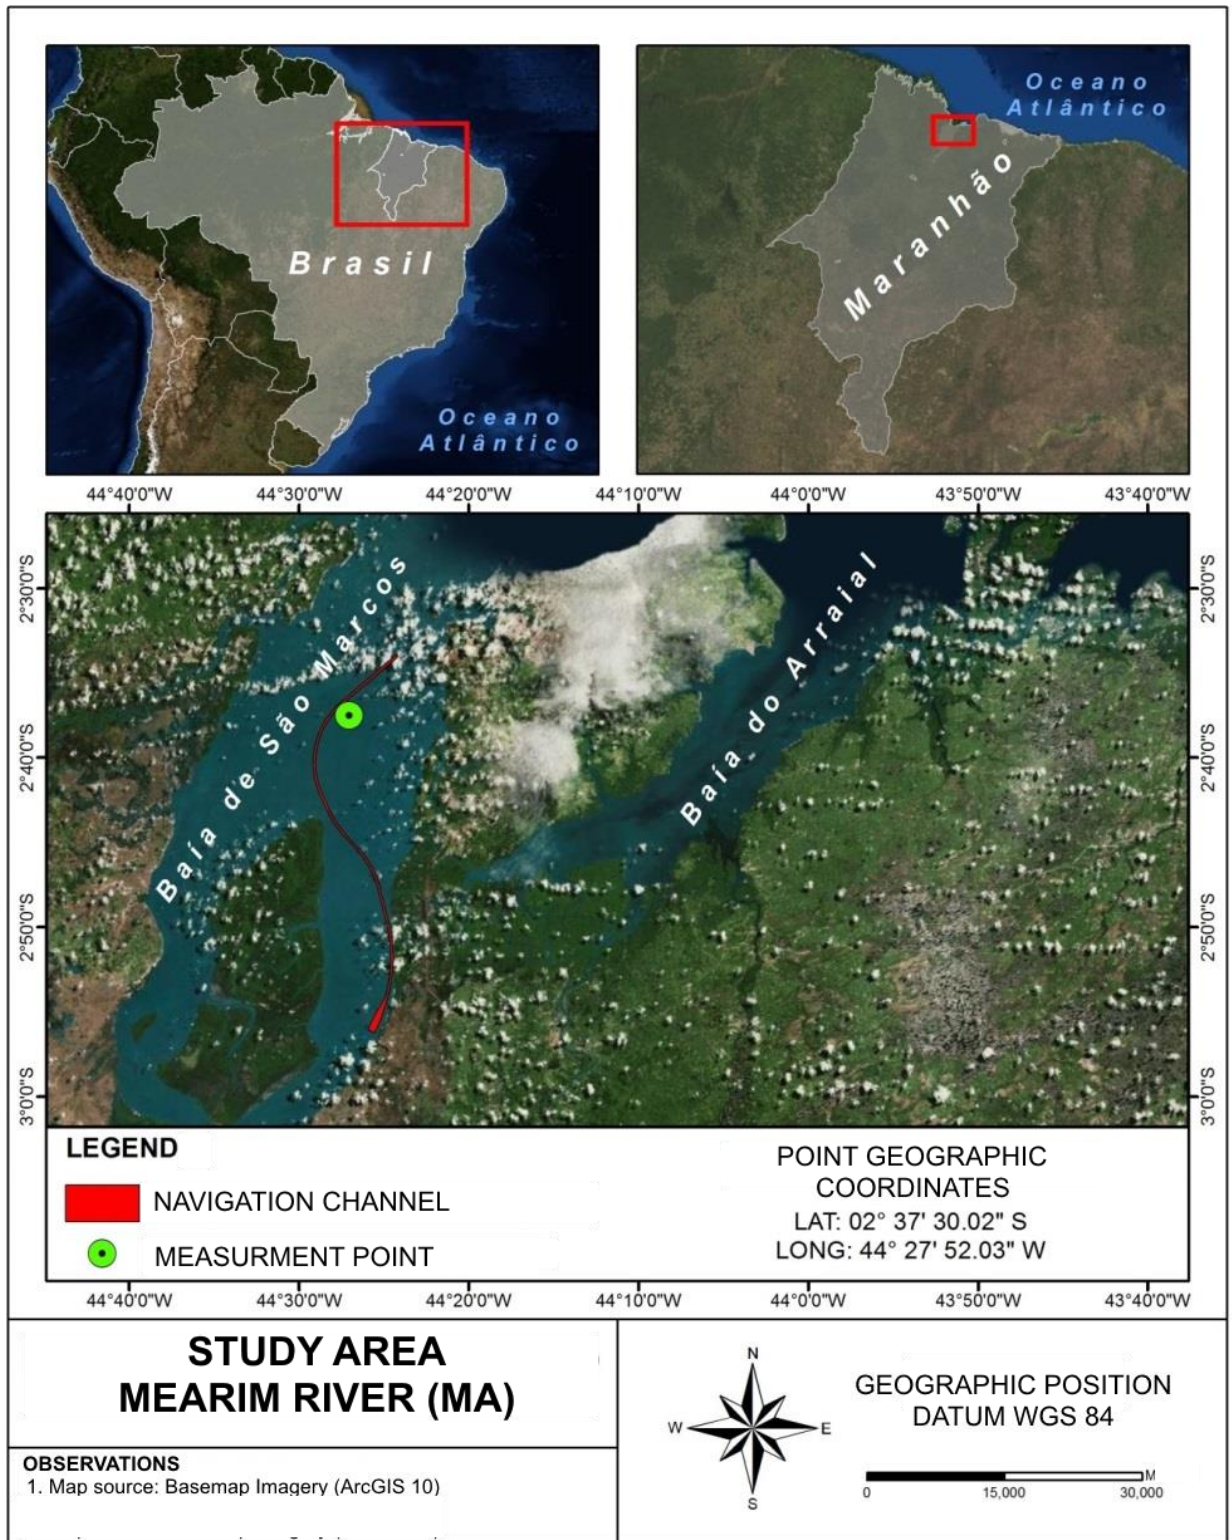 Brasil
Oceano
Atlântico
Oceano
Atlântico
Maranhão
44°40'0"W 44°30'0"W 44°20'0"W 44°10'0"W 44°0'0"W 43°50'0"W 43°40'0"W
2°30'0"S
2°40'0"S
2°50'0"S
3°0'0"S
Baía de São Marcos
Baía do Arraial
2°30'0"S
2°40'0"S
2°50'0"S
3°0'0"S
LEGEND
NAVIGATION CHANNEL
MEASURMENT POINT
POINT GEOGRAPHIC
COORDINATES
LAT: 02° 37' 30.02" S
LONG: 44° 27' 52.03" W
44°40'0"W 44°30'0"W 44°20'0"W 44°10'0"W 44°0'0"W 43°50'0"W 43°40'0"W
STUDY AREA
MEARIM RIVER (MA)
OBSERVATIONS
1. Map source: Basemap Imagery (ArcGIS 10)
N
W E
S
GEOGRAPHIC POSITION
DATUM WGS 84
M
0 15,000 30,000